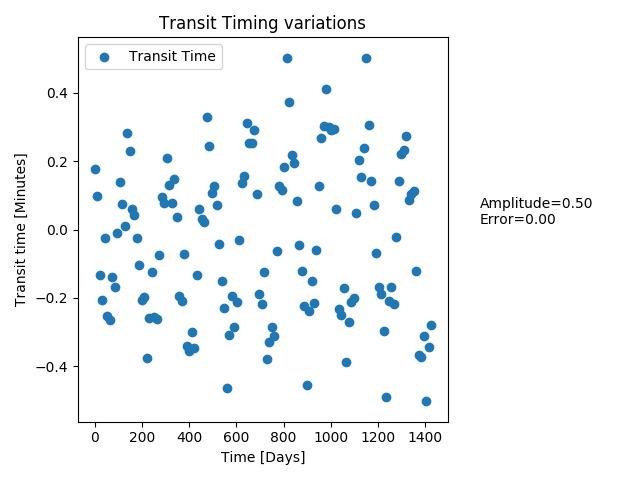 Transit Timing variations
Transit Time
Transit time [Minutes]
0.4
0.2
0.0
−0.2
−0.4
Amplitude=0.50
Error=0.00
0 200 400 600 800 1000 1200 1400
Time [Days]